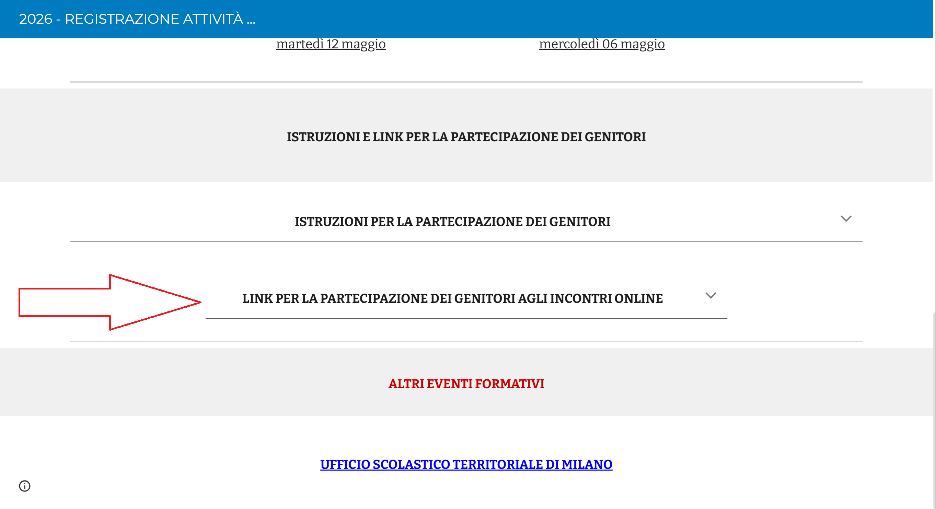 2026 - REGISTRAZIONE ATTIVITÀ ...
martedì 12 maggio
mercoledì 06 maggio
ISTRUZIONI E LINK PER LA PARTECIPAZIONE DEI GENITORI
ISTRUZIONI PER LA PARTECIPAZIONE DEI GENITORI
LINK PER LA PARTECIPAZIONE DEI GENITORI AGLI INCONTRI ONLINE
ALTRI EVENTI FORMATIVI
UFFICIO SCOLASTICO TERRITORIALE DI MILANO